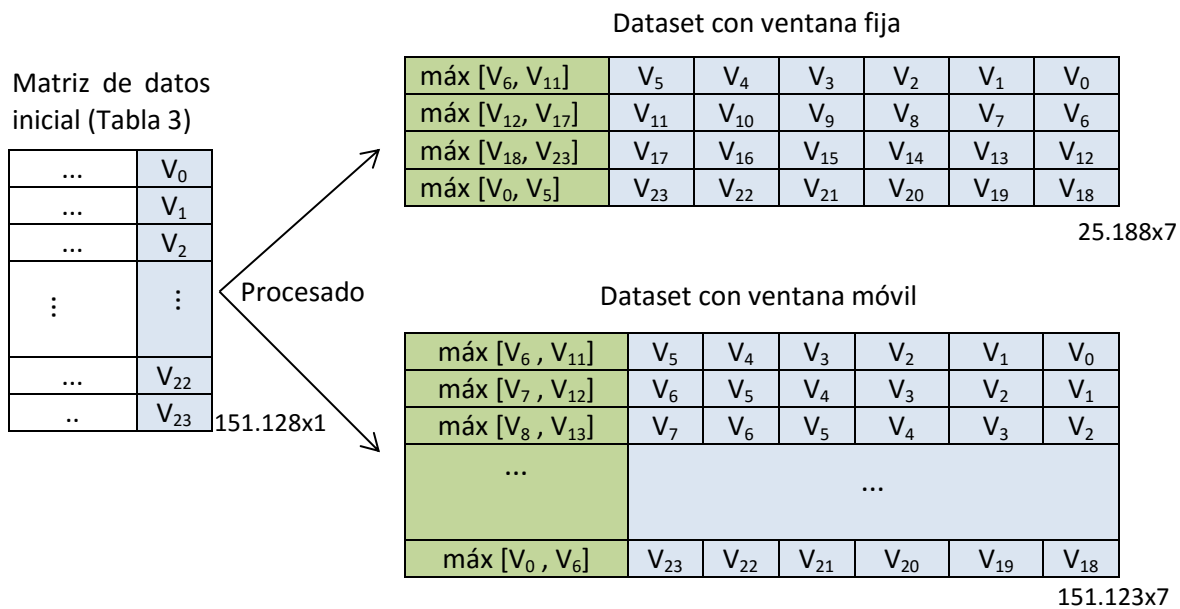 Dataset con ventana fija
Matriz de datos
inicial (Tabla 3)
... V0
... V1
... V2
⋮ ⋮
... V22
.. V23
151.128x1
Procesado
máx [V6, V11] V5 V4 V3 V2 V1 V0
máx [V12, V17] V11 V10 V9 V8 V7 V6
máx [V18, V23] V17 V16 V15 V14 V13 V12
máx [V0, V5] V23 V22 V21 V20 V19 V18
25.188x7
Dataset con ventana móvil
máx [V6 , V11] V5 V4 V3 V2 V1 V0
máx [V7 , V12] V6 V5 V4 V3 V2 V1
máx [V8 , V13] V7 V6 V5 V4 V3 V2
... ...
máx [V0 , V6] V23 V22 V21 V20 V19 V18
151.123x7